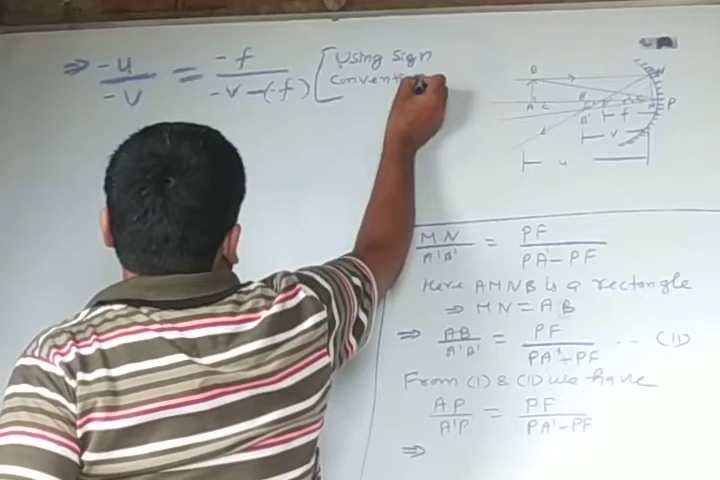 ⇒ -u/-v = -f/-v-(-f) [Using Sign
B M
A C B' F A' P
f
v
u
MN/A'B' = PF/PA'-PF
Here AMNB is a rectangle
⇒ MN = AB
⇒ AB/A'B' = PF/PA'-PF -- (II)
From (I) & (II) we have
AP/A'P = PF/PA'-PF
⇒